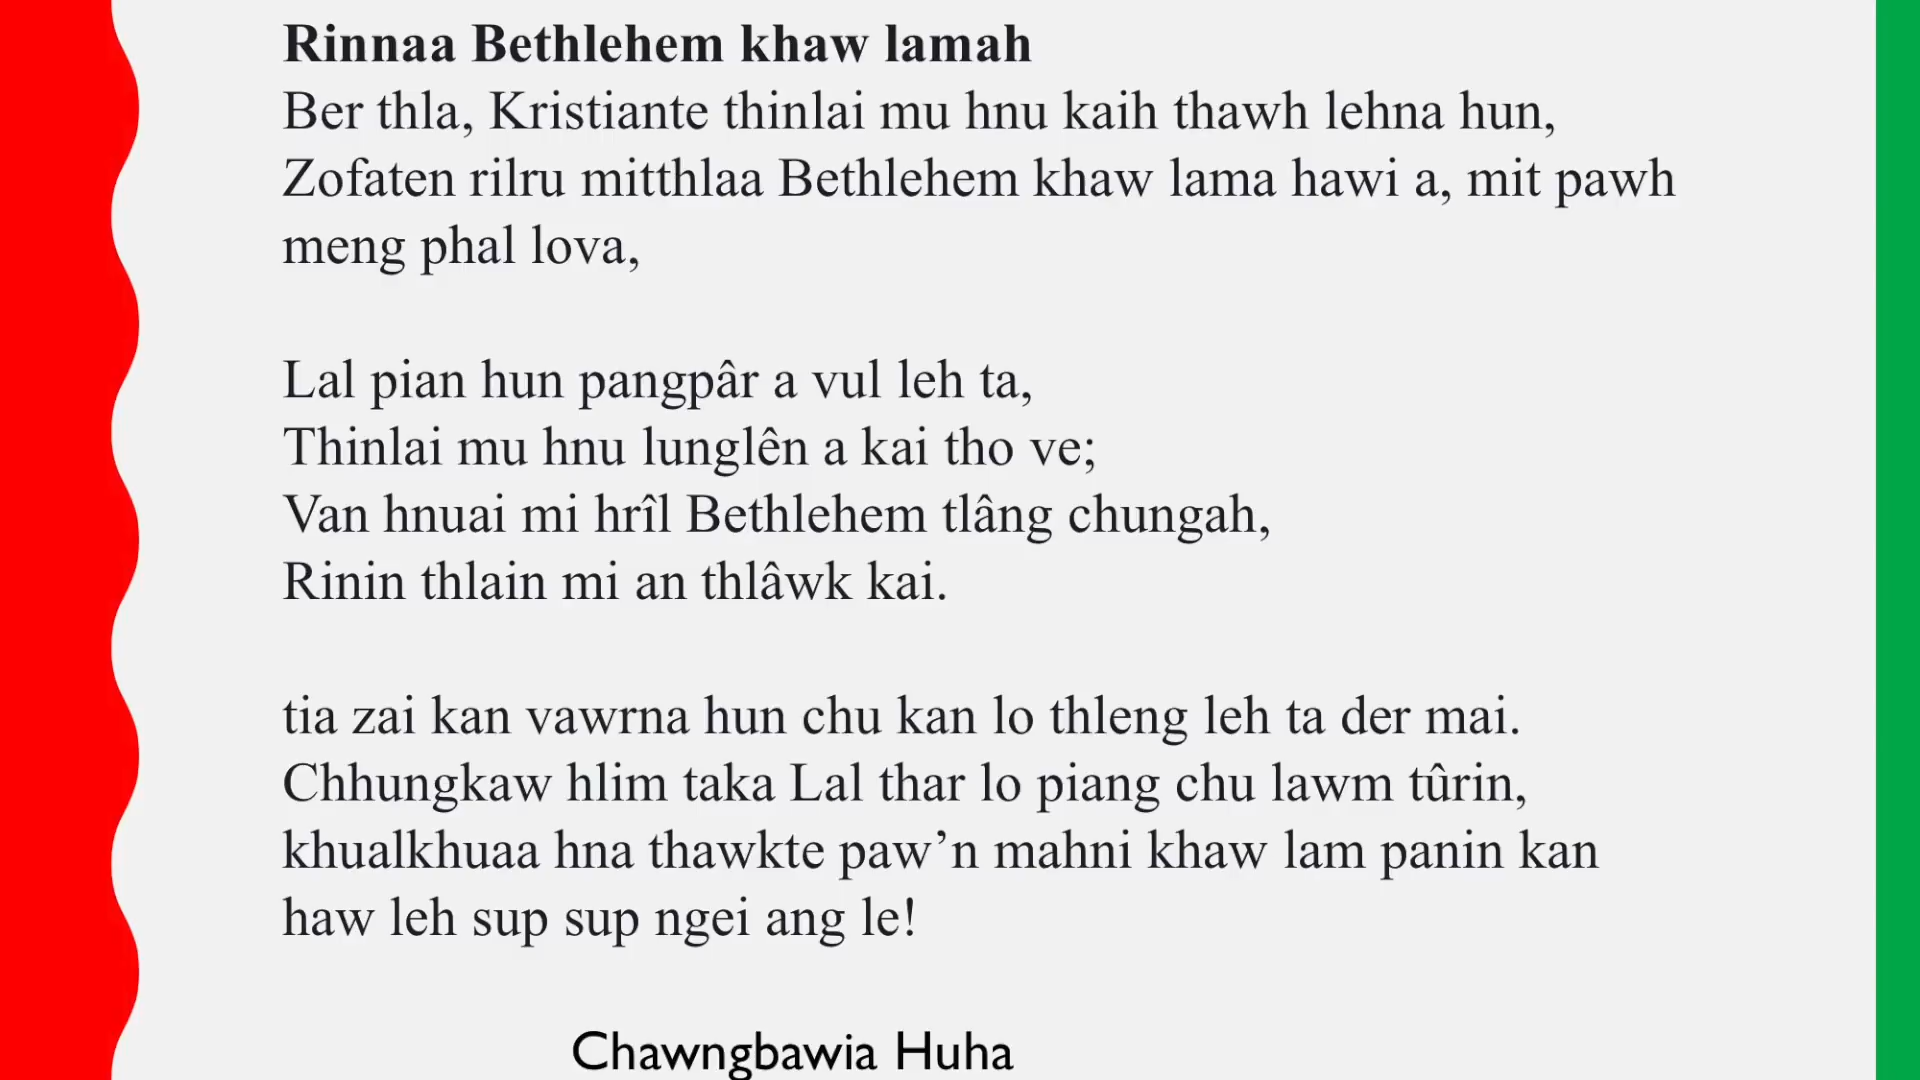 Rinnaa Bethlehem khaw lamah
Ber thla, Kristiante thinlai mu hnu kaih thawh lehna hun,
Zofaten rilru mitthlaa Bethlehem khaw lama hawi a, mit pawh
meng phal lova,
Lal pian hun pangpâr a vul leh ta,
Thinlai mu hnu lunglên a kai tho ve;
Van hnuai mi hrîl Bethlehem tlâng chungah,
Rinin thlain mi an thlâwk kai.
tia zai kan vawrna hun chu kan lo thleng leh ta der mai.
Chhungkaw hlim taka Lal thar lo piang chu lawm tûrin,
khualkhuaa hna thawkte paw’n mahni khaw lam panin kan
haw leh sup sup ngei ang le!
Chawngbawia Huha